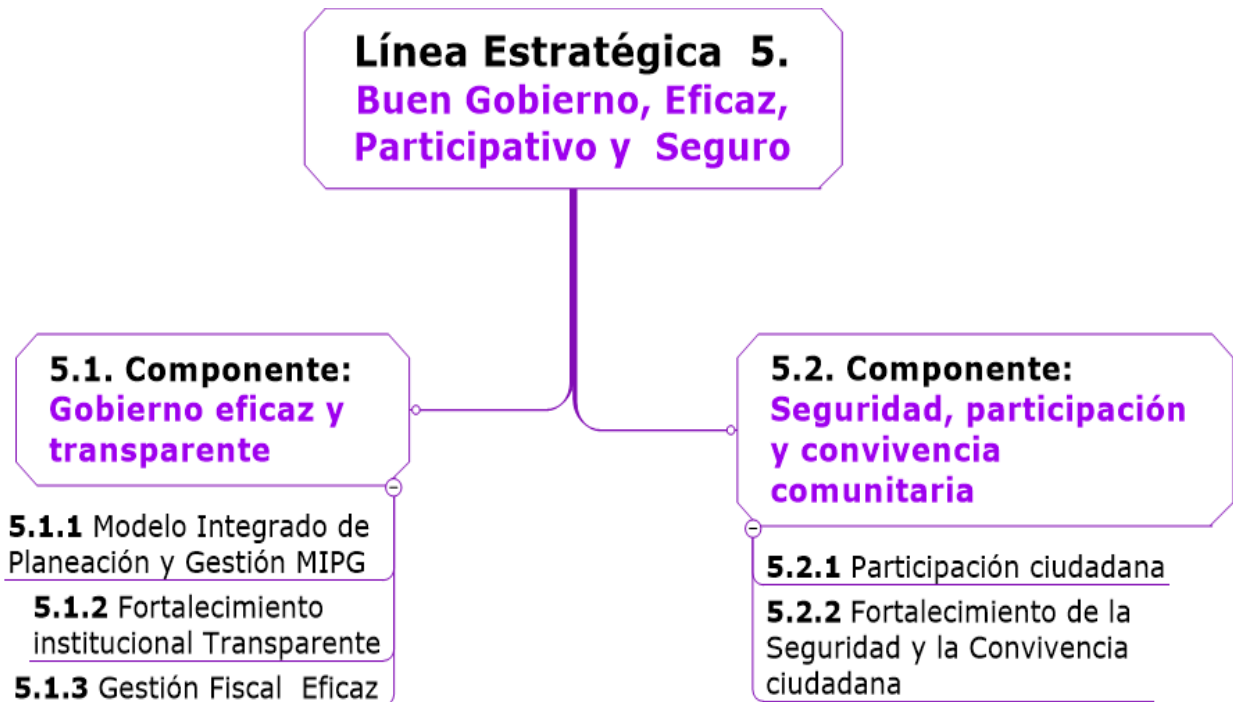 Línea Estratégica 5.
Buen Gobierno, Eficaz,
Participativo y Seguro
5.1. Componente:
Gobierno eficaz y
transparente
5.1.1 Modelo Integrado de
Planeación y Gestión MIPG
5.1.2 Fortalecimiento
institucional Transparente
5.1.3 Gestión Fiscal Eficaz
5.2. Componente:
Seguridad, participación
y convivencia
comunitaria
5.2.1 Participación ciudadana
5.2.2 Fortalecimiento de la
Seguridad y la Convivencia
ciudadana